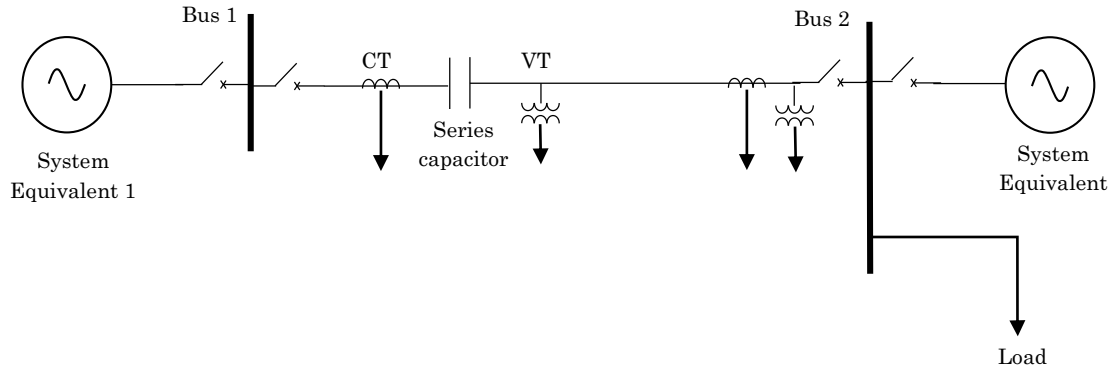 Bus 1
Bus 2
CT
VT
Series
capacitor
System
Equivalent 1
System
Equivalent
Load